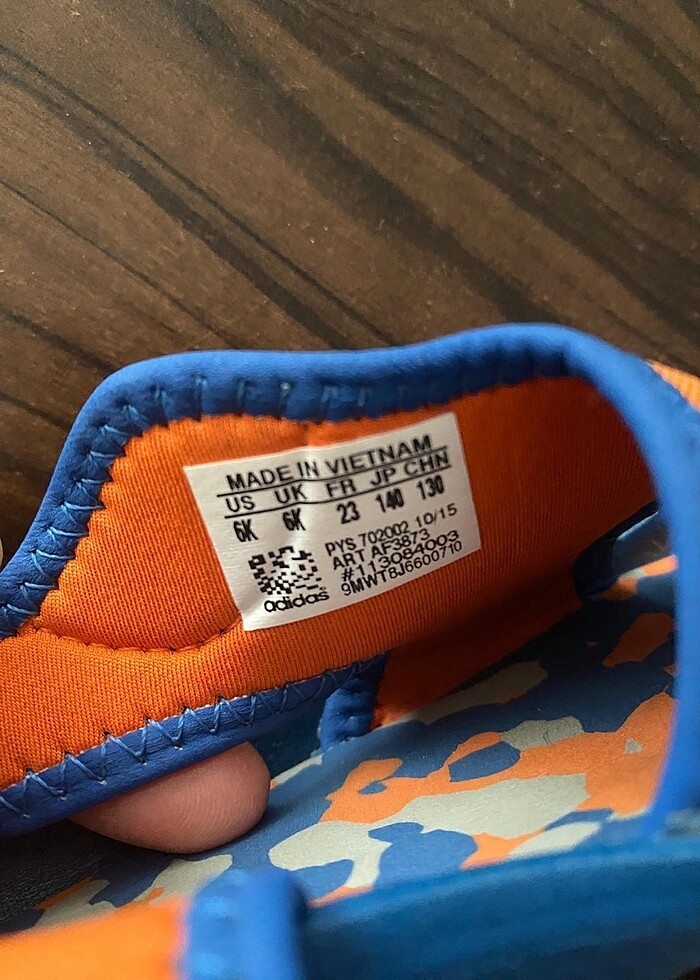 MADE IN VIETNAM
US UK FR JP CHN
6K 6K 23 140 130
PYS 702002 10/15
ART AF3873
#113084003
9MWT8J6600710
adidas